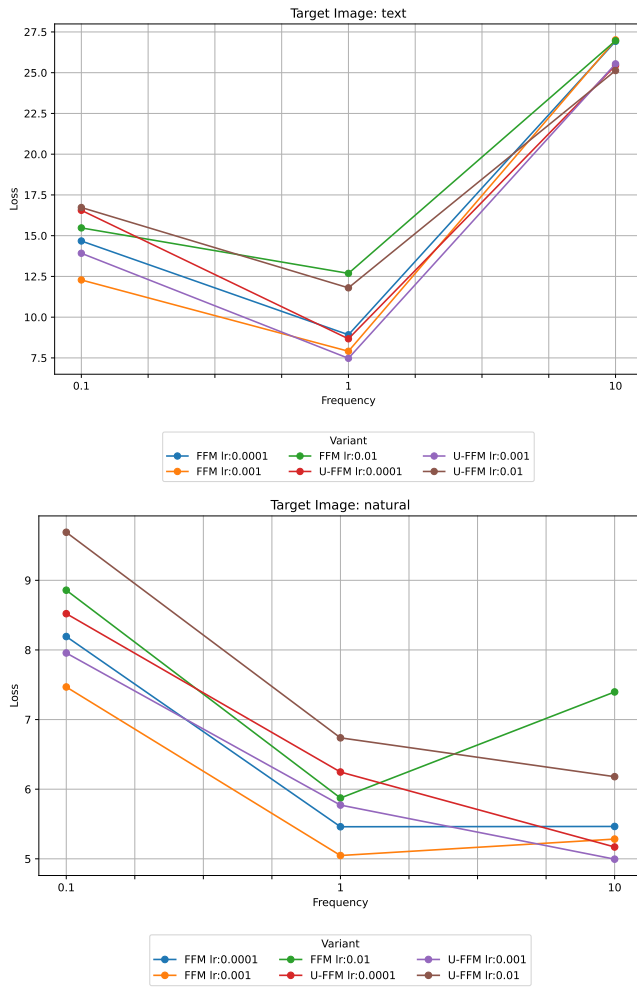 Target Image: text
27.5
25.0
22.5
20.0
17.5
15.0
12.5
10.0
7.5
Loss
0.1 1 10
Frequency
Variant
FFM lr:0.0001 FFM lr:0.01 U-FFM lr:0.001
FFM lr:0.001 U-FFM lr:0.0001 U-FFM lr:0.01
Target Image: natural
9
8
7
6
5
Loss
0.1 1 10
Frequency
Variant
FFM lr:0.0001 FFM lr:0.01 U-FFM lr:0.001
FFM lr:0.001 U-FFM lr:0.0001 U-FFM lr:0.01